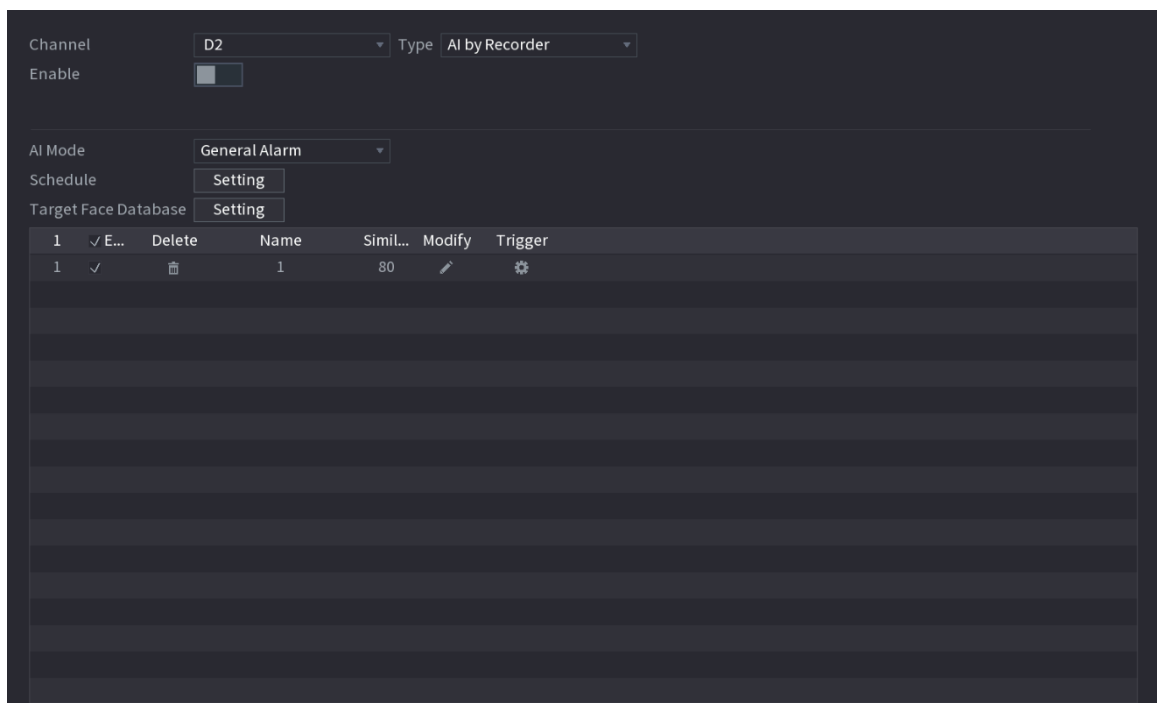 Channel D2 Type AI by Recorder
Enable
AI Mode General Alarm
Schedule Setting
Target Face Database Setting
1 E... Delete Name Simil... Modify Trigger
1 1 80